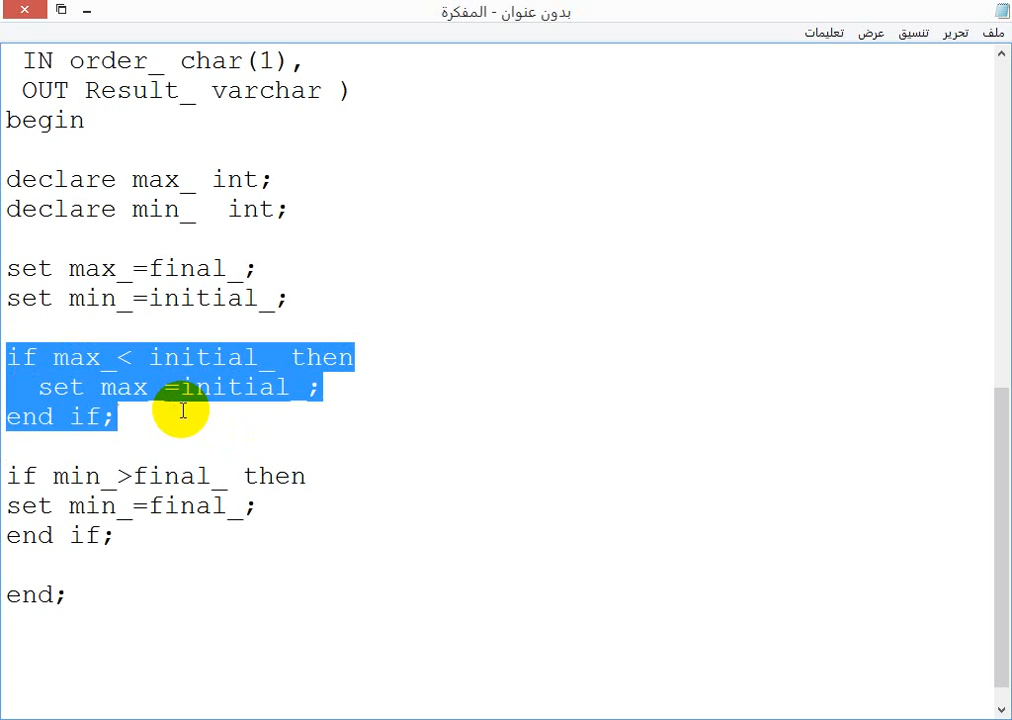 بدون عنوان - المفكرة
ملف تحرير تنسيق عرض تعليمات
IN order_ char(1),
OUT Result_ varchar )
begin
declare max_ int;
declare min_  int;
set max_=final_;
set min_=initial_;
if max_< initial_ then
set max_=initial_;
end if;
if min_>final_ then
set min_=final_;
end if;
end;